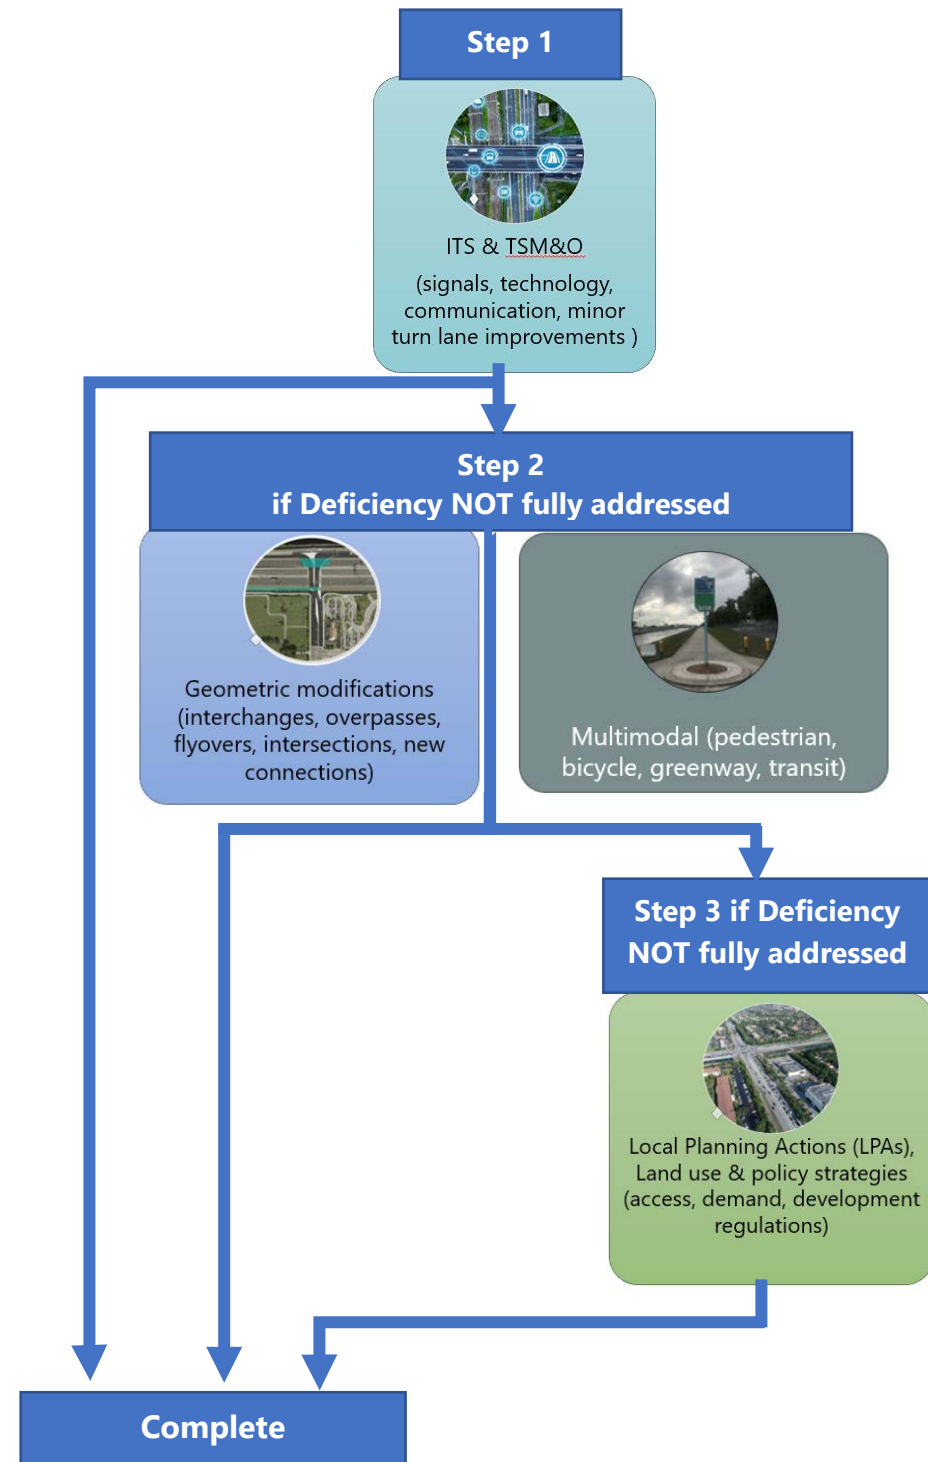 Step 1
ITS & TSM&O
(signals, technology,
communication, minor
turn lane improvements )
Step 2
if Deficiency NOT fully addressed
Geometric modifications
(interchanges, overpasses,
flyovers, intersections, new
connections)
Multimodal (pedestrian,
bicycle, greenway, transit)
Step 3 if Deficiency
NOT fully addressed
Local Planning Actions (LPAs),
Land use & policy strategies
(access, demand, development
regulations)
Complete